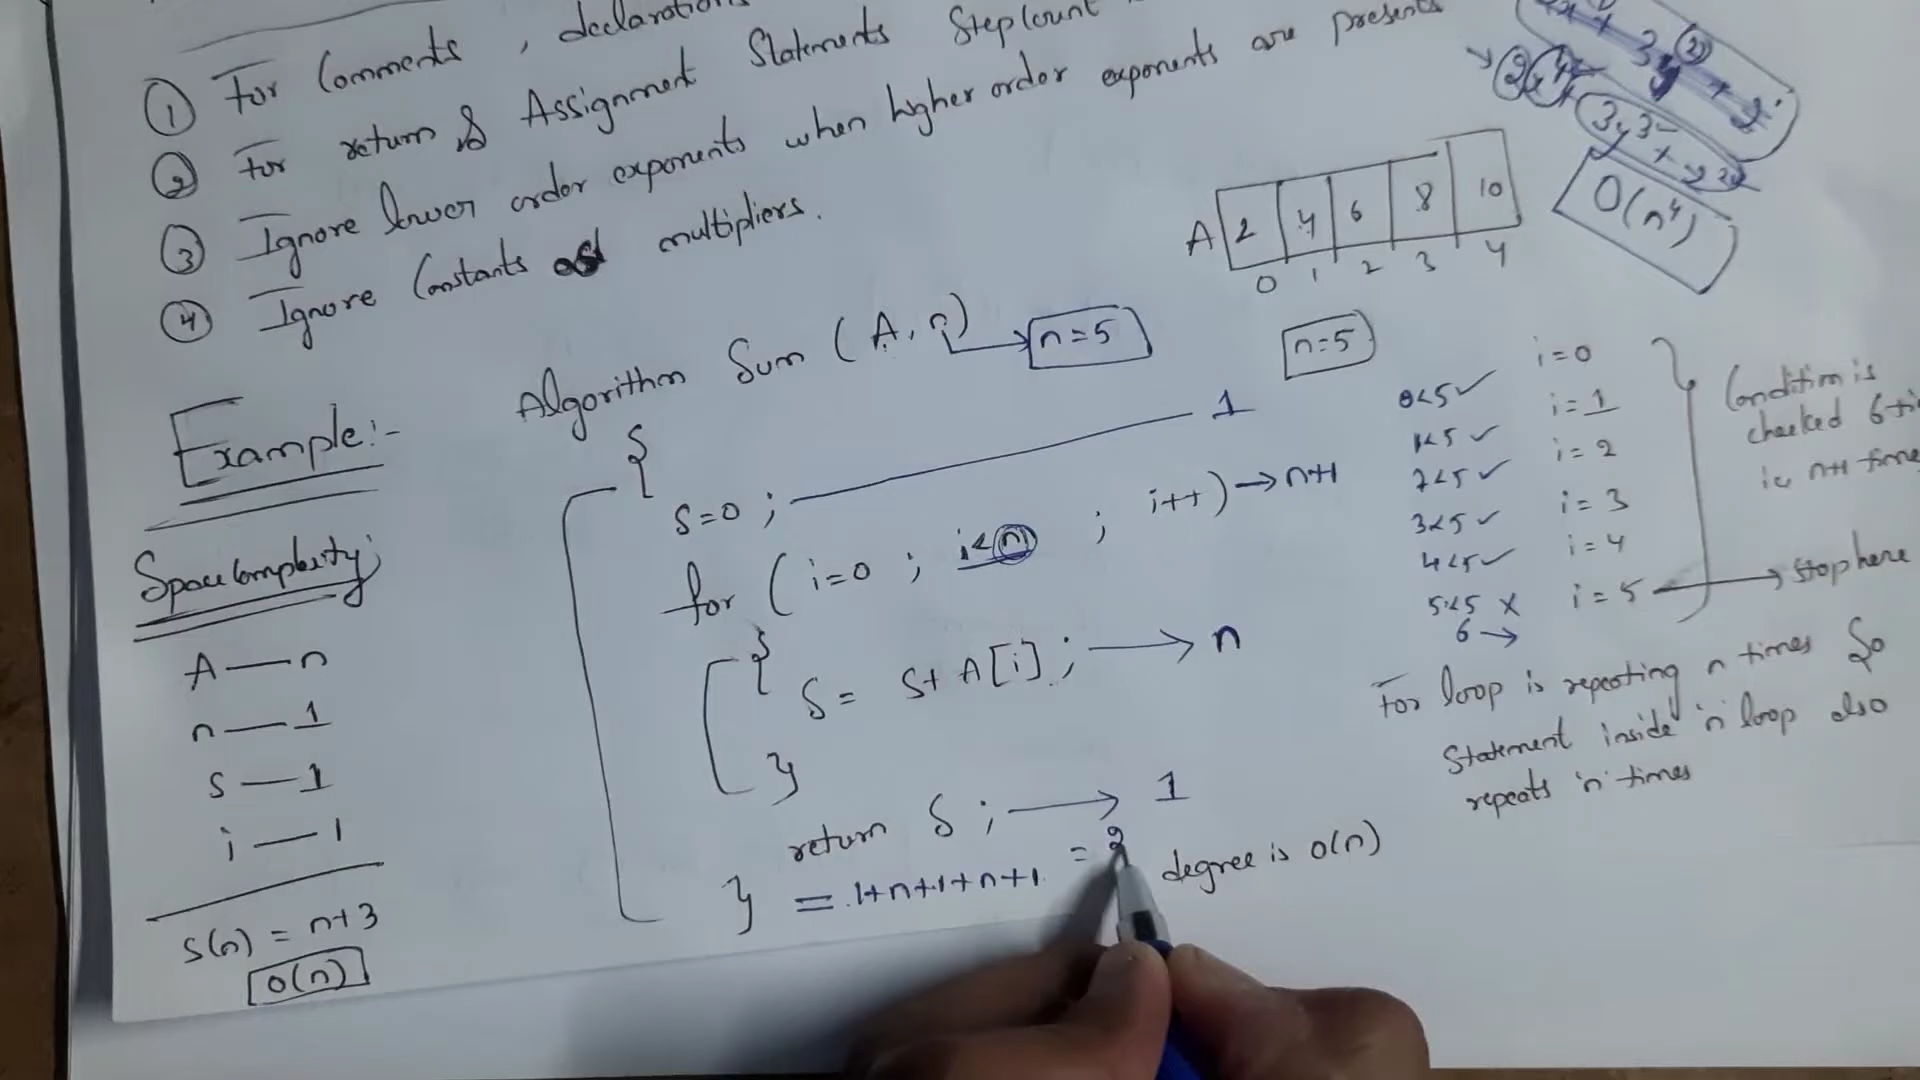 ① For Comments, declarations
② For return & Assignment Statements Step Count
③ Ignore lower order exponents when higher order exponents are presents
④ Ignore Constants multipliers.
3y³
+
O(n⁴)
A 2 4 6 8 10
0 1 2 3 4
Example:-
Algorithm Sum (A, n) → n=5
{
s=0; 1
for ( i=0 ; i<n ; i++) → n+1
{
S= S+ A[i]; → n
}
return S; → 1
} = 1+n+1+n+1 = 2
degree is O(n)
Space Complexity:
A — n
n — 1
s — 1
i — 1
S(n) = n+3
O(n)
n=5
0<5 ✓ i=0
1<5 ✓ i=1
2<5 ✓ i=2
3<5 ✓ i=3
4<5 ✓ i=4
5<5 X i=5 → Stop here
6 →
Condition is
checked 6 ti
ie n+1 time
For loop is repeating n times So
Statement inside 'n' loop also
repeats 'n' times